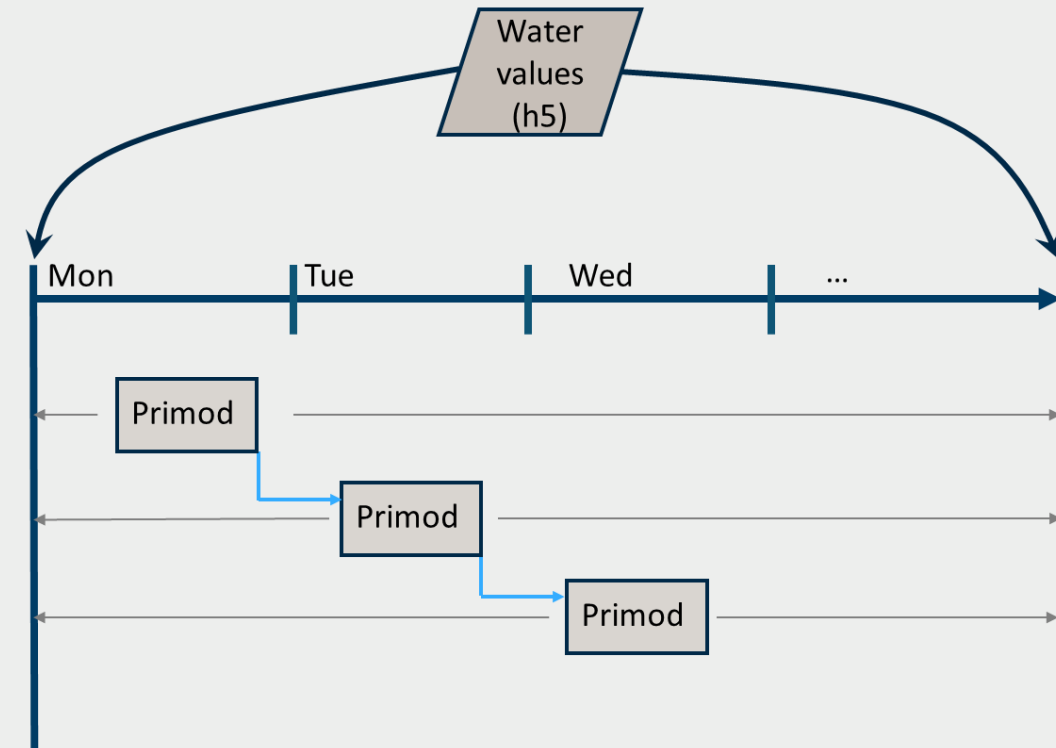 Water
values
(h5)
Mon
Tue
Wed
...
Primod
Primod
Primod